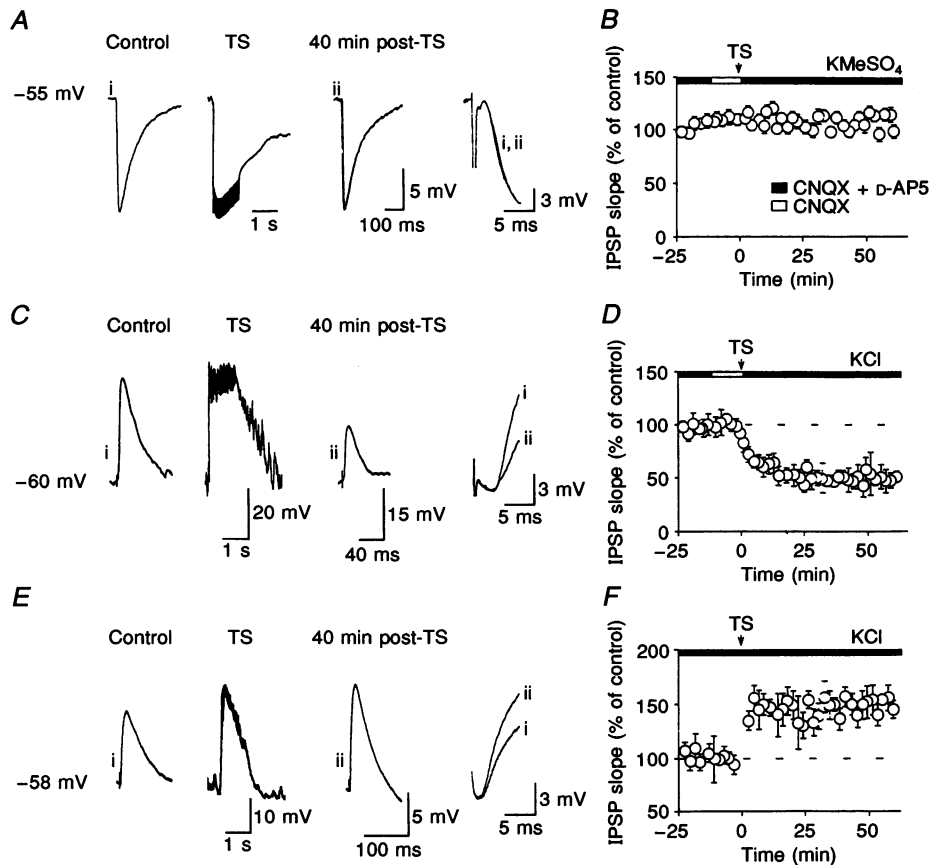 A
Control
TS
40 min post-TS
−55 mV
i
ii
i, ii
1 s
5 mV
100 ms
3 mV
5 ms
B
TS
KMeSO4
IPSP slope (% of control)
150
100
50
0
CNQX + D-AP5
CNQX
−25
0
25
50
Time (min)
C
Control
TS
40 min post-TS
−60 mV
i
ii
i
ii
20 mV
1 s
15 mV
40 ms
3 mV
5 ms
D
TS
KCl
IPSP slope (% of control)
150
100
50
0
−25
0
25
50
Time (min)
E
Control
TS
40 min post-TS
−58 mV
i
ii
ii
i
10 mV
1 s
5 mV
100 ms
3 mV
5 ms
F
TS
KCl
IPSP slope (% of control)
200
150
100
50
−25
0
25
50
Time (min)